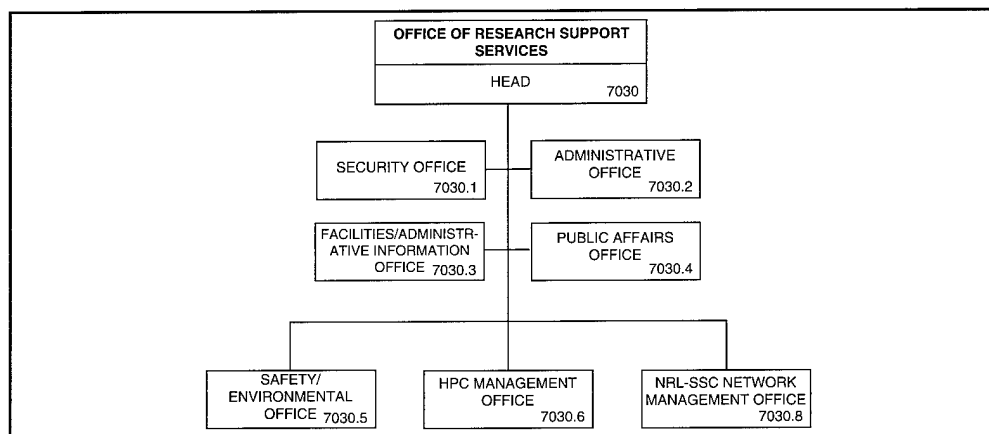 OFFICE OF RESEARCH SUPPORT
SERVICES
HEAD
7030
SECURITY OFFICE
7030.1
ADMINISTRATIVE
OFFICE
7030.2
FACILITIES/ADMINISTR-
ATIVE INFORMATION
OFFICE 7030.3
PUBLIC AFFAIRS
OFFICE
7030.4
SAFETY/
ENVIRONMENTAL
OFFICE 7030.5
HPC MANAGEMENT
OFFICE
7030.6
NRL-SSC NETWORK
MANAGEMENT OFFICE
7030.8